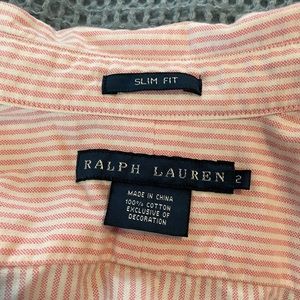 SLIM FIT
RALPH LAUREN 2
MADE IN CHINA
100% COTTON
EXCLUSIVE OF
DECORATION